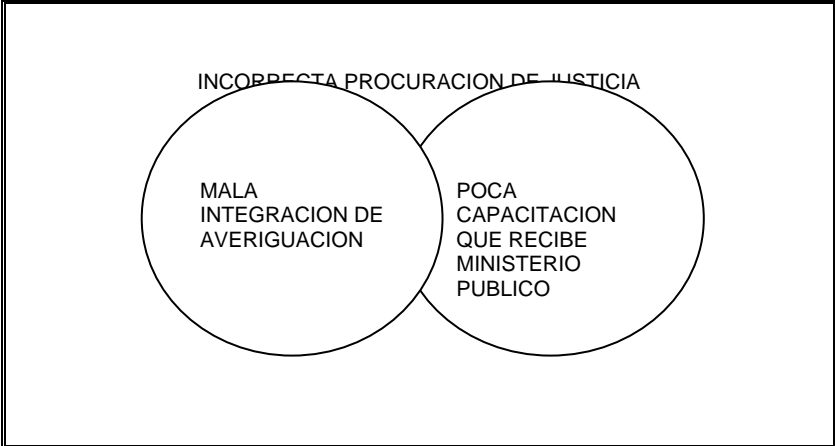 INCORRECTA PROCURACION DE JUSTICIA
MALA
INTEGRACION DE
AVERIGUACION
POCA
CAPACITACION
QUE RECIBE
MINISTERIO
PUBLICO